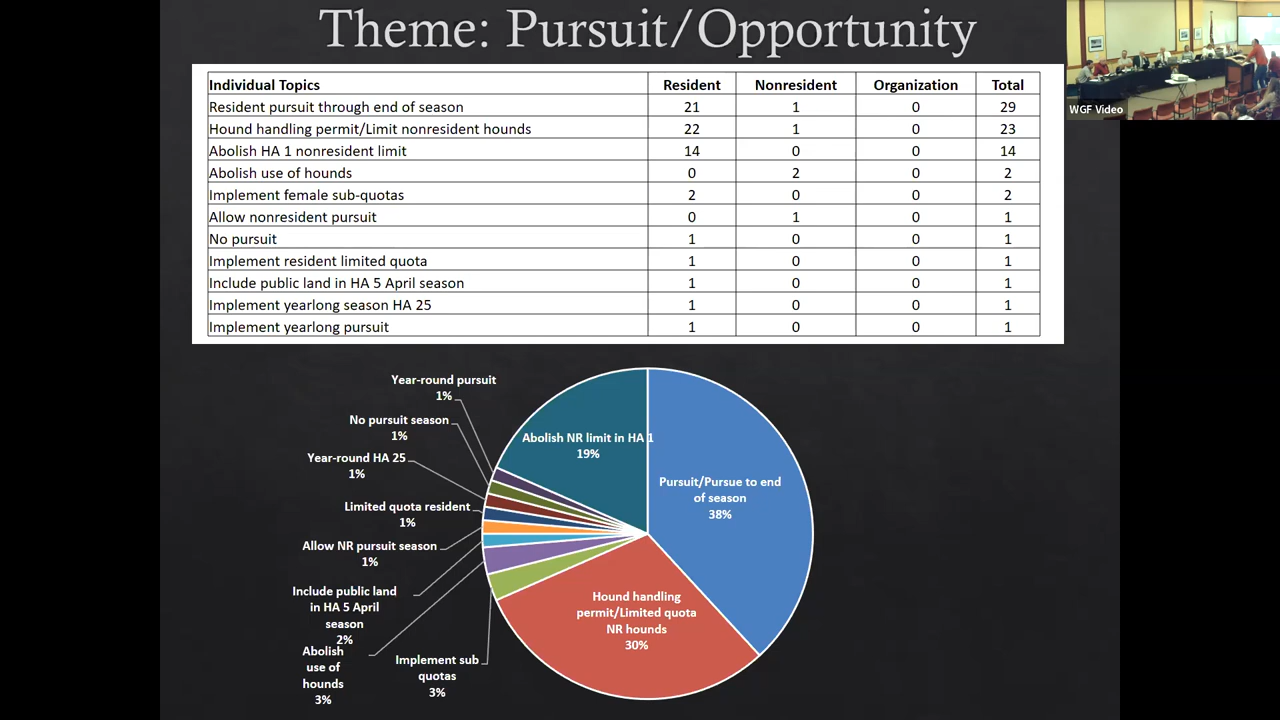 Theme: Pursuit/Opportunity
Individual Topics Resident Nonresident Organization Total
Resident pursuit through end of season 21 1 0 29
Hound handling permit/Limit nonresident hounds 22 1 0 23
Abolish HA 1 nonresident limit 14 0 0 14
Abolish use of hounds 0 2 0 2
Implement female sub-quotas 2 0 0 2
Allow nonresident pursuit 0 1 0 1
No pursuit 1 0 0 1
Implement resident limited quota 1 0 0 1
Include public land in HA 5 April season 1 0 0 1
Implement yearlong season HA 25 1 0 0 1
Implement yearlong pursuit 1 0 0 1
WGF Video
Year-round pursuit
1%
No pursuit season
1%
Year-round HA 25
1%
Limited quota resident
1%
Allow NR pursuit season
1%
Include public land
in HA 5 April
season
2%
Abolish
use of
hounds
3%
Implement sub
quotas
3%
Abolish NR limit in HA 1
19%
Pursuit/Pursue to end
of season
38%
Hound handling
permit/Limited quota
NR hounds
30%